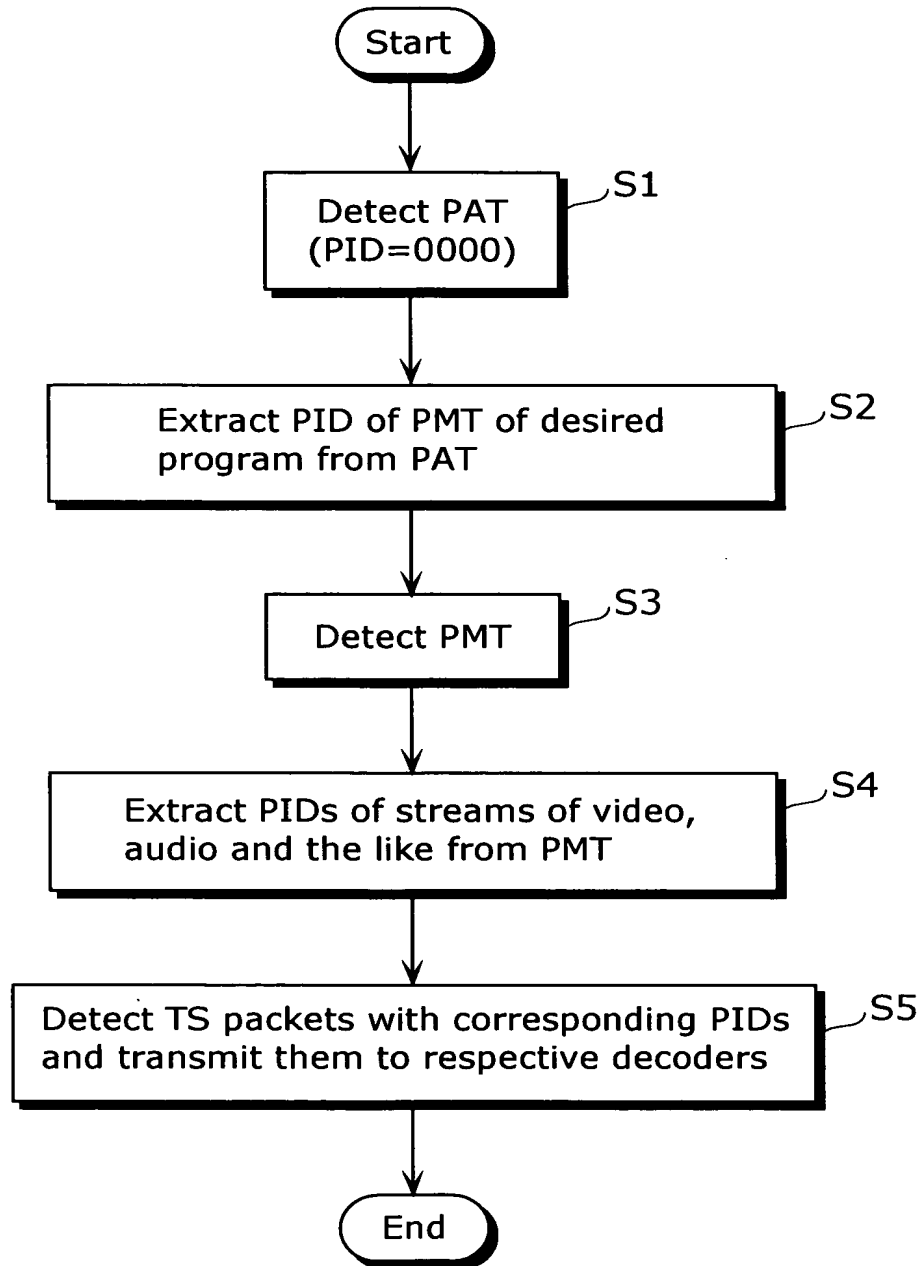 Start
S1
Detect PAT
(PID=0000)
S2
Extract PID of PMT of desired
program from PAT
S3
Detect PMT
S4
Extract PIDs of streams of video,
audio and the like from PMT
S5
Detect TS packets with corresponding PIDs
and transmit them to respective decoders
End